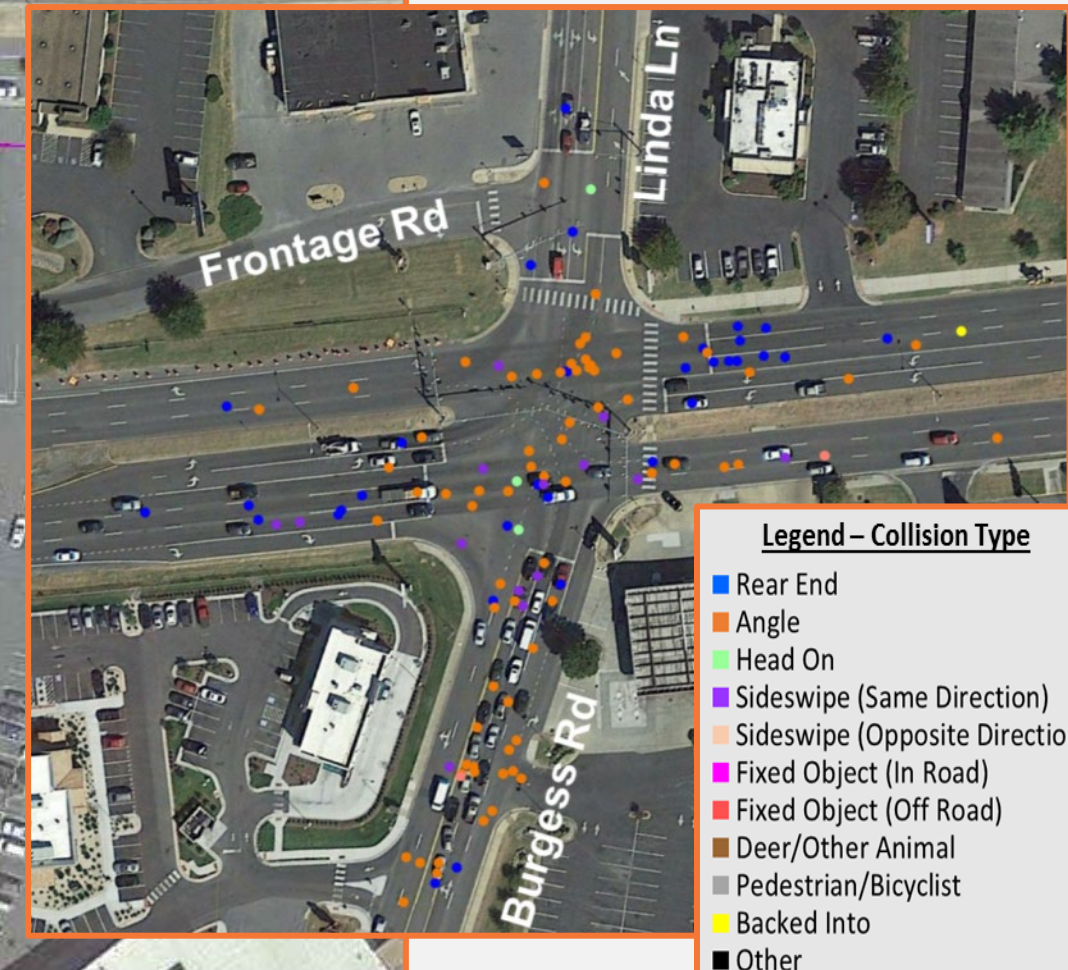 Linda Ln
Frontage Rd
Burgess Rd
Legend – Collision Type
Rear End
Angle
Head On
Sideswipe (Same Direction)
Sideswipe (Opposite Directio
Fixed Object (In Road)
Fixed Object (Off Road)
Deer/Other Animal
Pedestrian/Bicyclist
Backed Into
Other